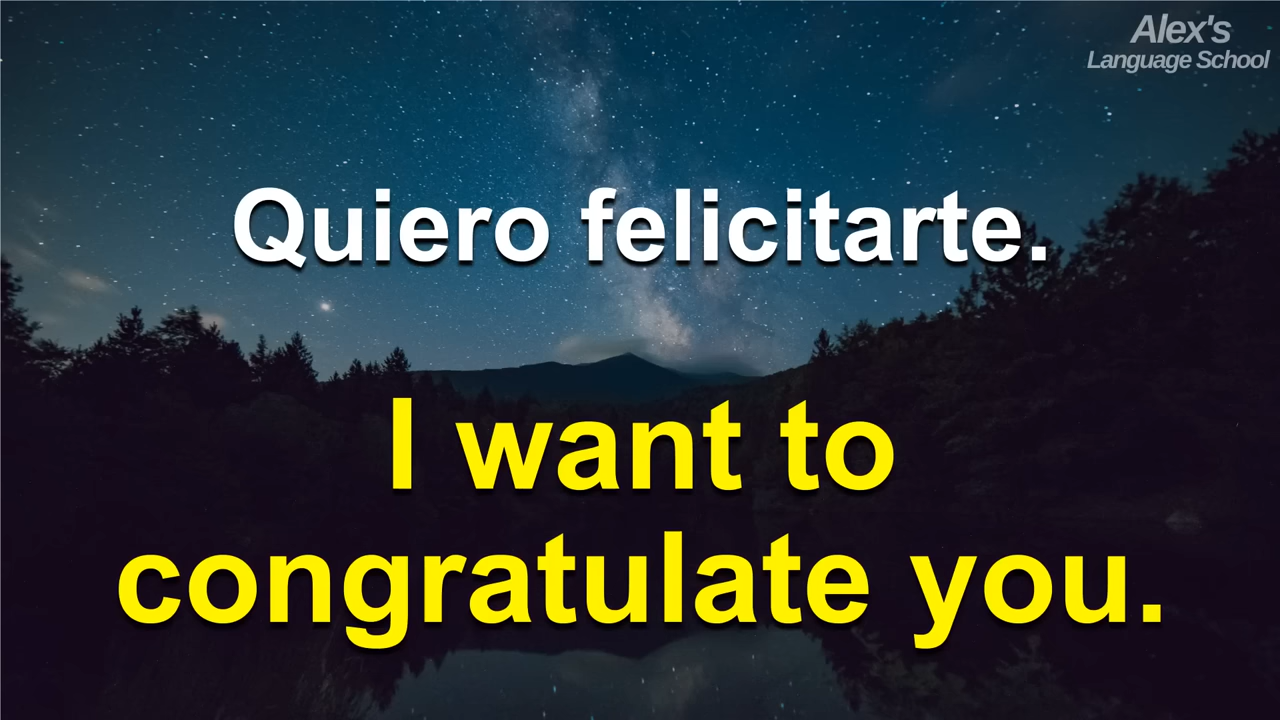 Alex's
Language School
Quiero felicitarte.
I want to
congratulate you.